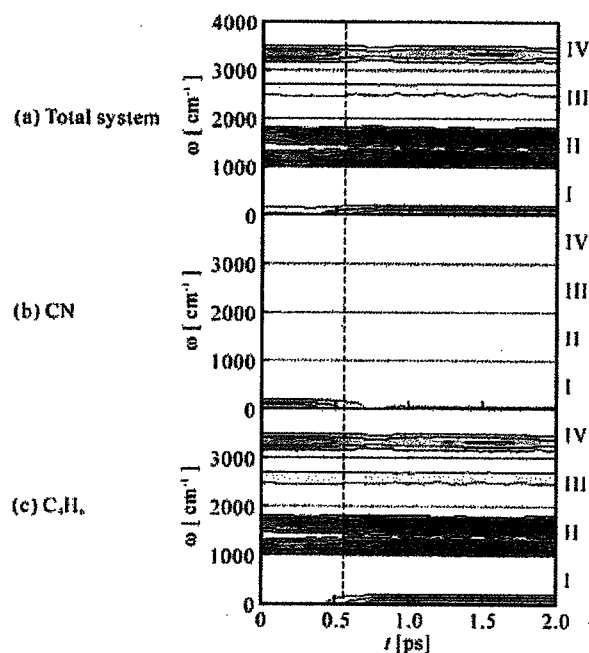 4000
3000
2000
1000
0
ω [ cm⁻¹ ]
(a) Total system
IV
III
II
I
3000
2000
1000
0
ω [ cm⁻¹ ]
(b) CN
IV
III
II
I
3000
2000
1000
0
ω [ cm⁻¹ ]
(c) C₄H₆
IV
III
II
I
0
0.5
1.0
1.5
2.0
t [ps]